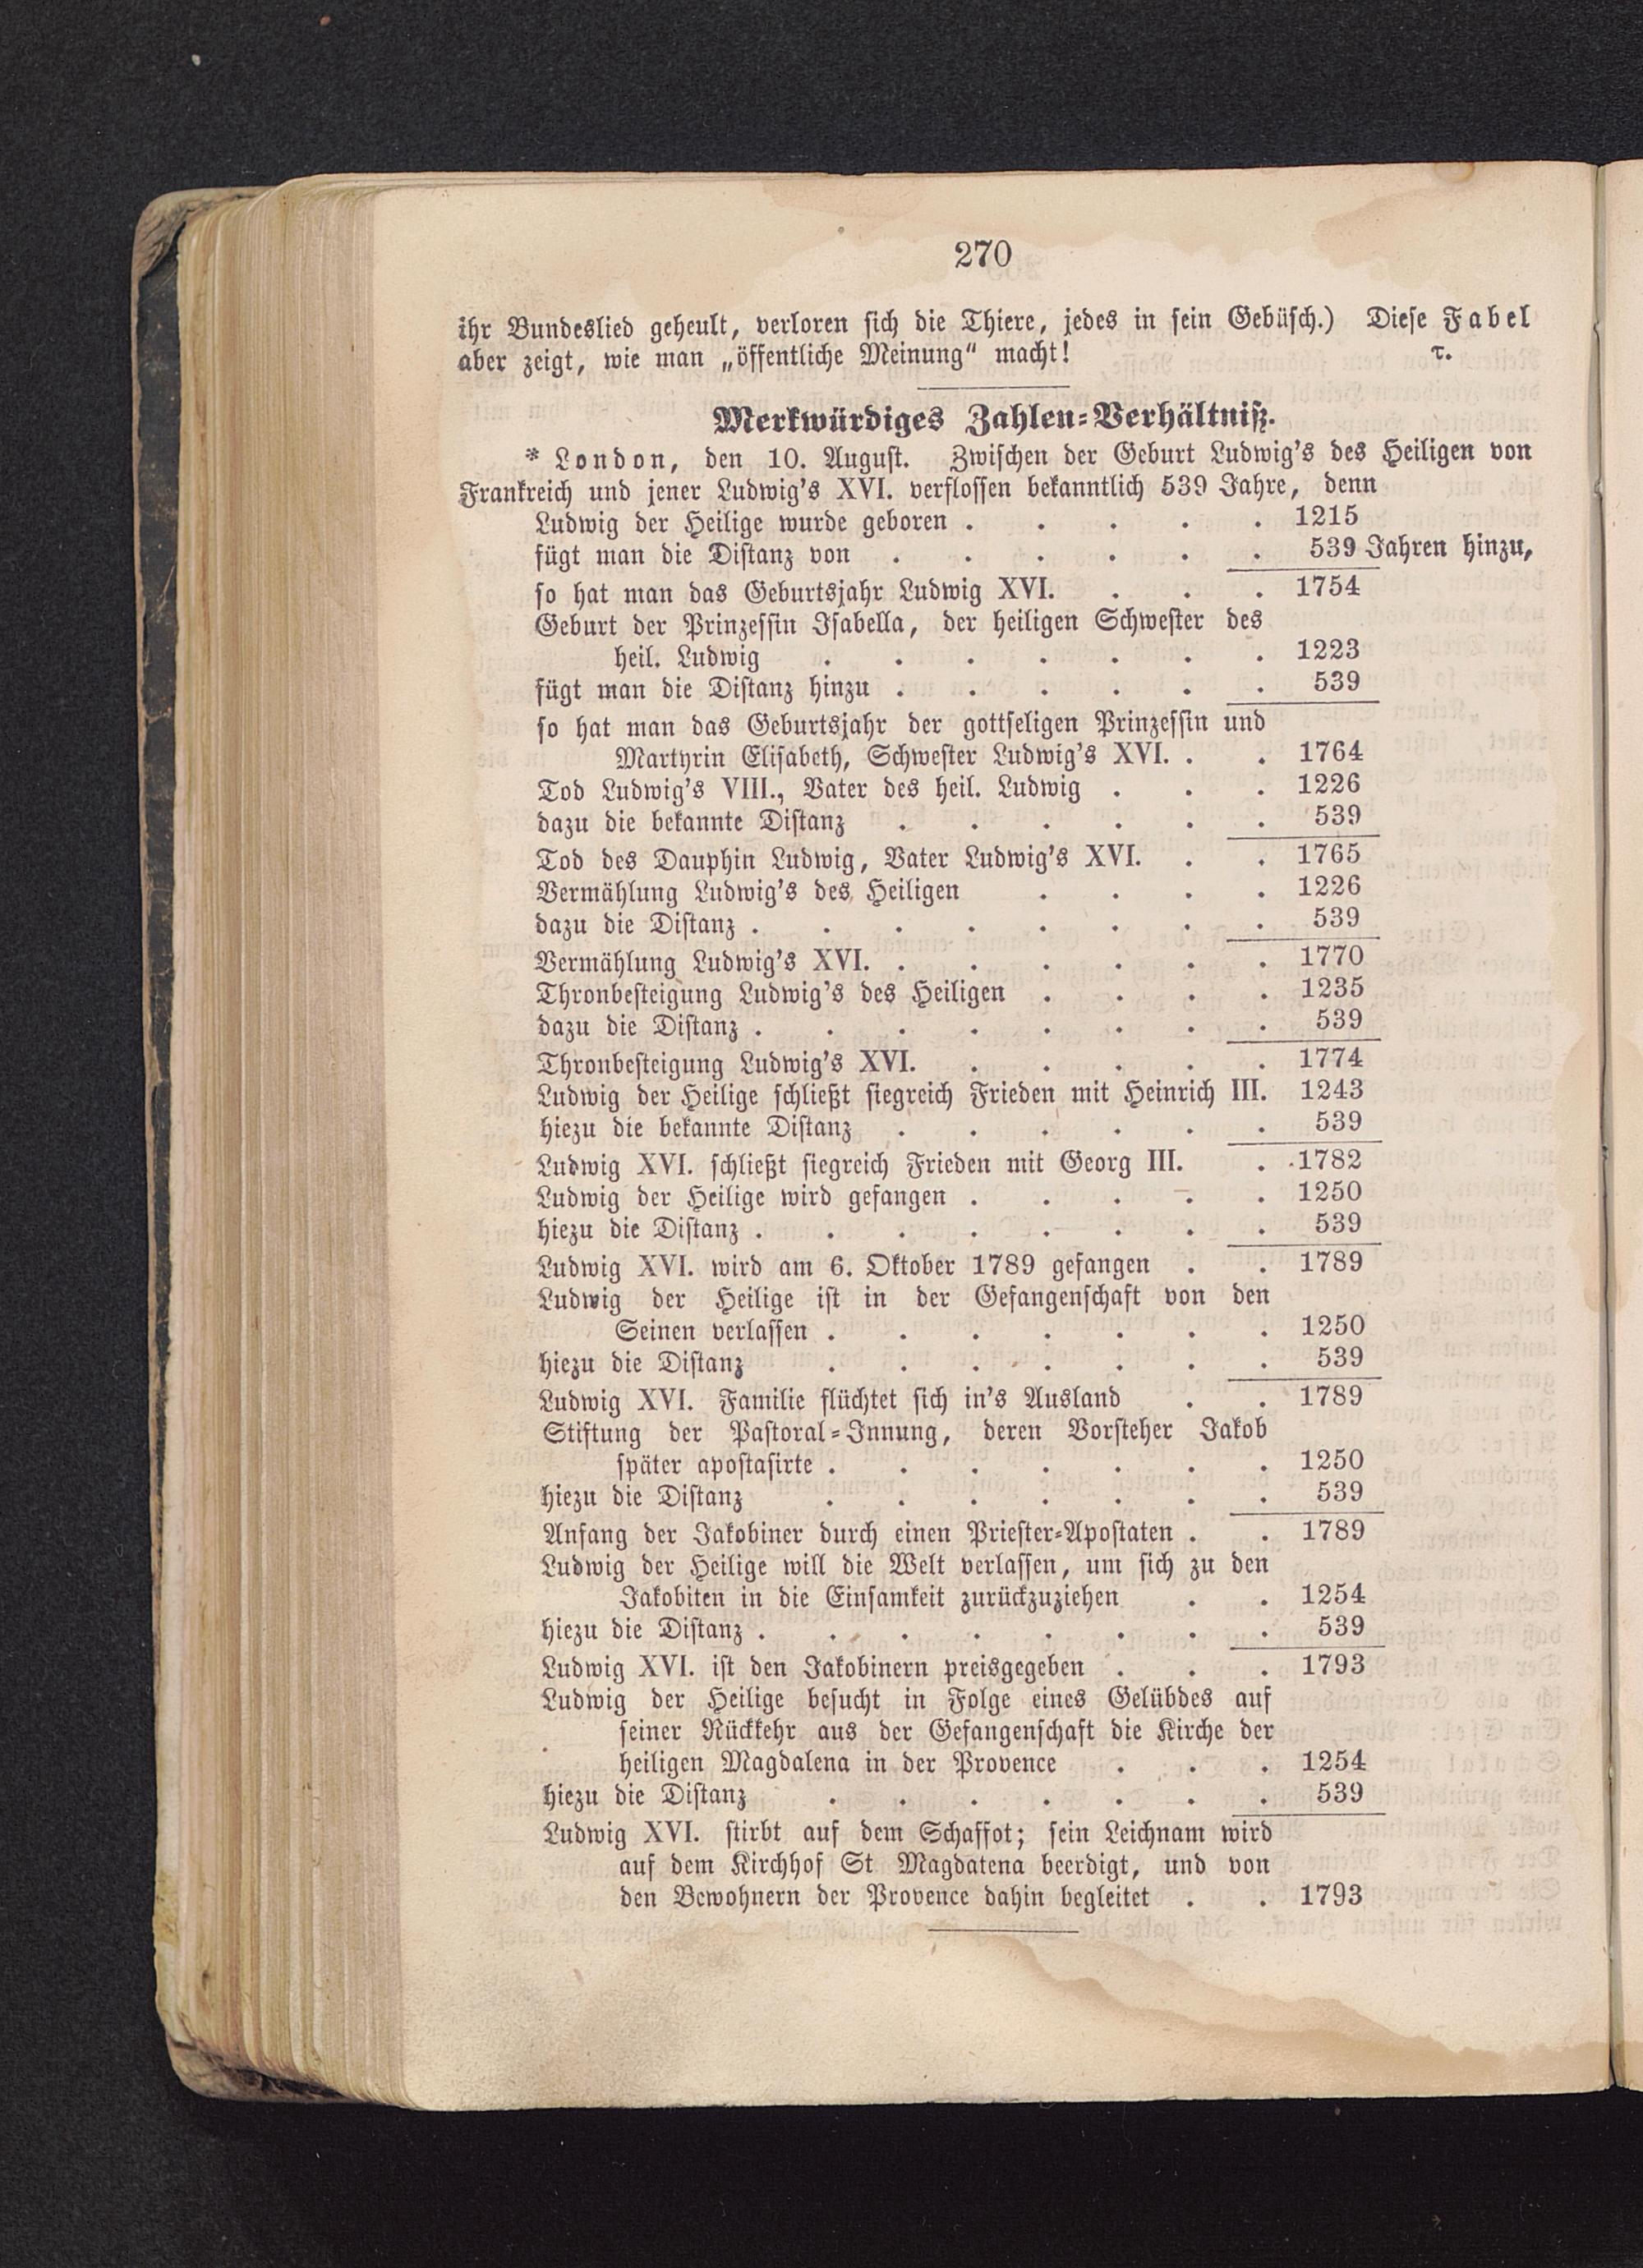 270
ihr Bundeslied geheult, verloren sich die Thiere, jedes in sein Gebüsch.) Diese Fabel
aber zeigt, wie man „öffentliche Meinung“ macht! τ.
Merkwürdiges Zahlen-Verhältniß.
* London, den 10. August. Zwischen der Geburt Ludwig's des Heiligen von
Frankreich und jener Ludwig's XVI. verflossen bekanntlich 539 Jahre, denn
Ludwig der Heilige wurde geboren . . . . . 1215
fügt man die Distanz von . . . . . . 539 Jahren hinzu,
so hat man das Geburtsjahr Ludwig XVI. . . . 1754
Geburt der Prinzessin Isabella, der heiligen Schwester des
heil. Ludwig . . . . . . . 1223
fügt man die Distanz hinzu . . . . . . 539
so hat man das Geburtsjahr der gottseligen Prinzessin und
Martyrin Elisabeth, Schwester Ludwig's XVI. . . 1764
Tod Ludwig's VIII., Vater des heil. Ludwig . . . 1226
dazu die bekannte Distanz . . . . . . 539
Tod des Dauphin Ludwig, Vater Ludwig's XVI. . . 1765
Vermählung Ludwig's des Heiligen . . . . 1226
dazu die Distanz . . . . . . . . 539
Vermählung Ludwig's XVI. . . . . . . 1770
Thronbesteigung Ludwig's des Heiligen . . . . 1235
dazu die Distanz . . . . . . . . 539
Thronbesteigung Ludwig's XVI. . . . . . 1774
Ludwig der Heilige schließt siegreich Frieden mit Heinrich III. 1243
hiezu die bekannte Distanz . . . . . . 539
Ludwig XVI. schließt siegreich Frieden mit Georg III. . 1782
Ludwig der Heilige wird gefangen . . . . . 1250
hiezu die Distanz . . . . . . . . 539
Ludwig XVI. wird am 6. Oktober 1789 gefangen . . 1789
Ludwig der Heilige ist in der Gefangenschaft von den
Seinen verlassen . . . . . . . 1250
hiezu die Distanz . . . . . . . 539
Ludwig XVI. Familie flüchtet sich in's Ausland . . 1789
Stiftung der Pastoral-Innung, deren Vorsteher Jakob
später apostasirte . . . . . . . 1250
hiezu die Distanz . . . . . . . 539
Anfang der Jakobiner durch einen Priester-Apostaten . . 1789
Ludwig der Heilige will die Welt verlassen, um sich zu den
Jakobiten in die Einsamkeit zurückzuziehen . . 1254
hiezu die Distanz . . . . . . . . 539
Ludwig XVI. ist den Jakobinern preisgegeben . . . 1793
Ludwig der Heilige besucht in Folge eines Gelübdes auf
seiner Rückkehr aus der Gefangenschaft die Kirche der
heiligen Magdalena in der Provence . . . 1254
hiezu die Distanz . . . . . . . 539
Ludwig XVI. stirbt auf dem Schaffot; sein Leichnam wird
auf dem Kirchhof St Magdatena beerdigt, und von
den Bewohnern der Provence dahin begleitet . . 1793